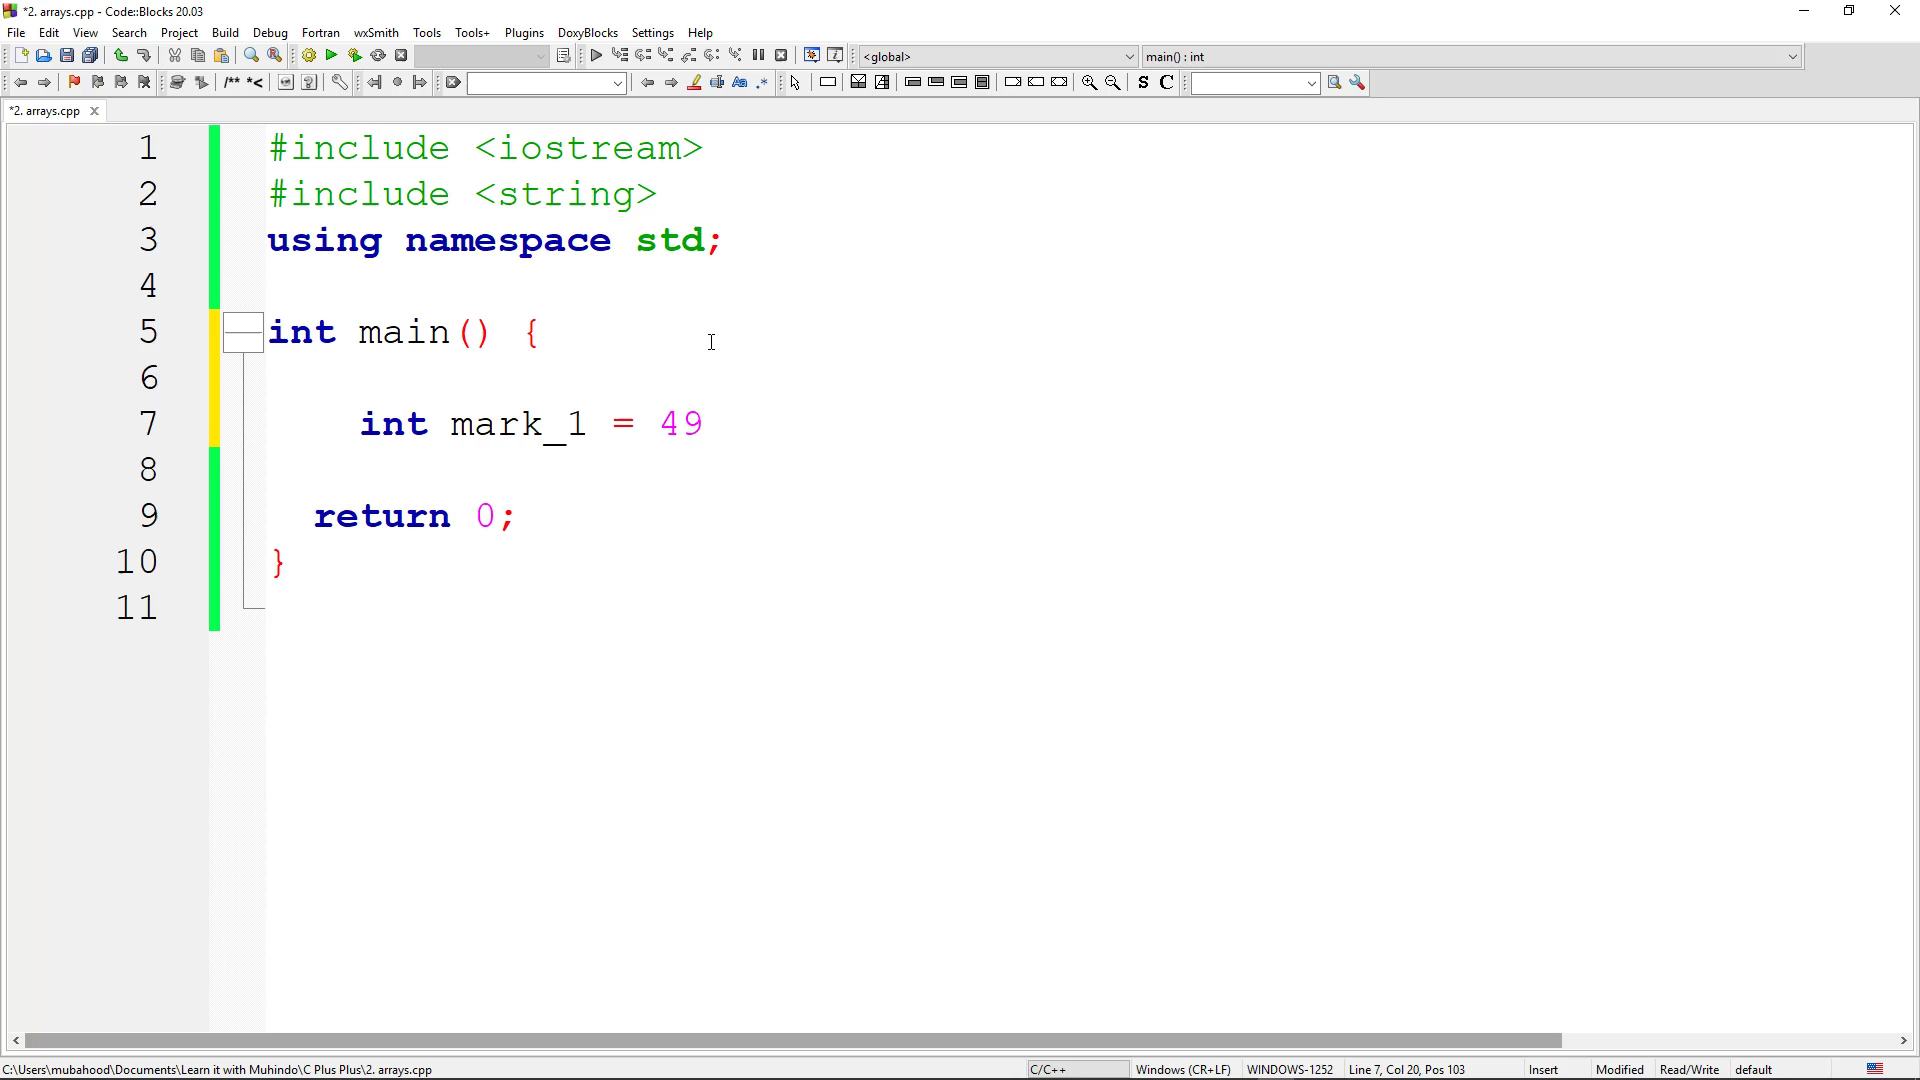 *2. arrays.cpp - Code::Blocks 20.03
File Edit View Search Project Build Debug Fortran wxSmith Tools Tools+ Plugins DoxyBlocks Settings Help
<global> main() : int
/** *<
S C
*2. arrays.cpp
1 #include <iostream>
2 #include <string>
3 using namespace std;
4
5 int main() {
6
7 int mark_1 = 49
8
9 return 0;
10 }
11
C:\Users\mubahood\Documents\Learn it with Muhindo\C Plus Plus\2. arrays.cpp C/C++ Windows (CR+LF) WINDOWS-1252 Line 7, Col 20, Pos 103 Insert Modified Read/Write default